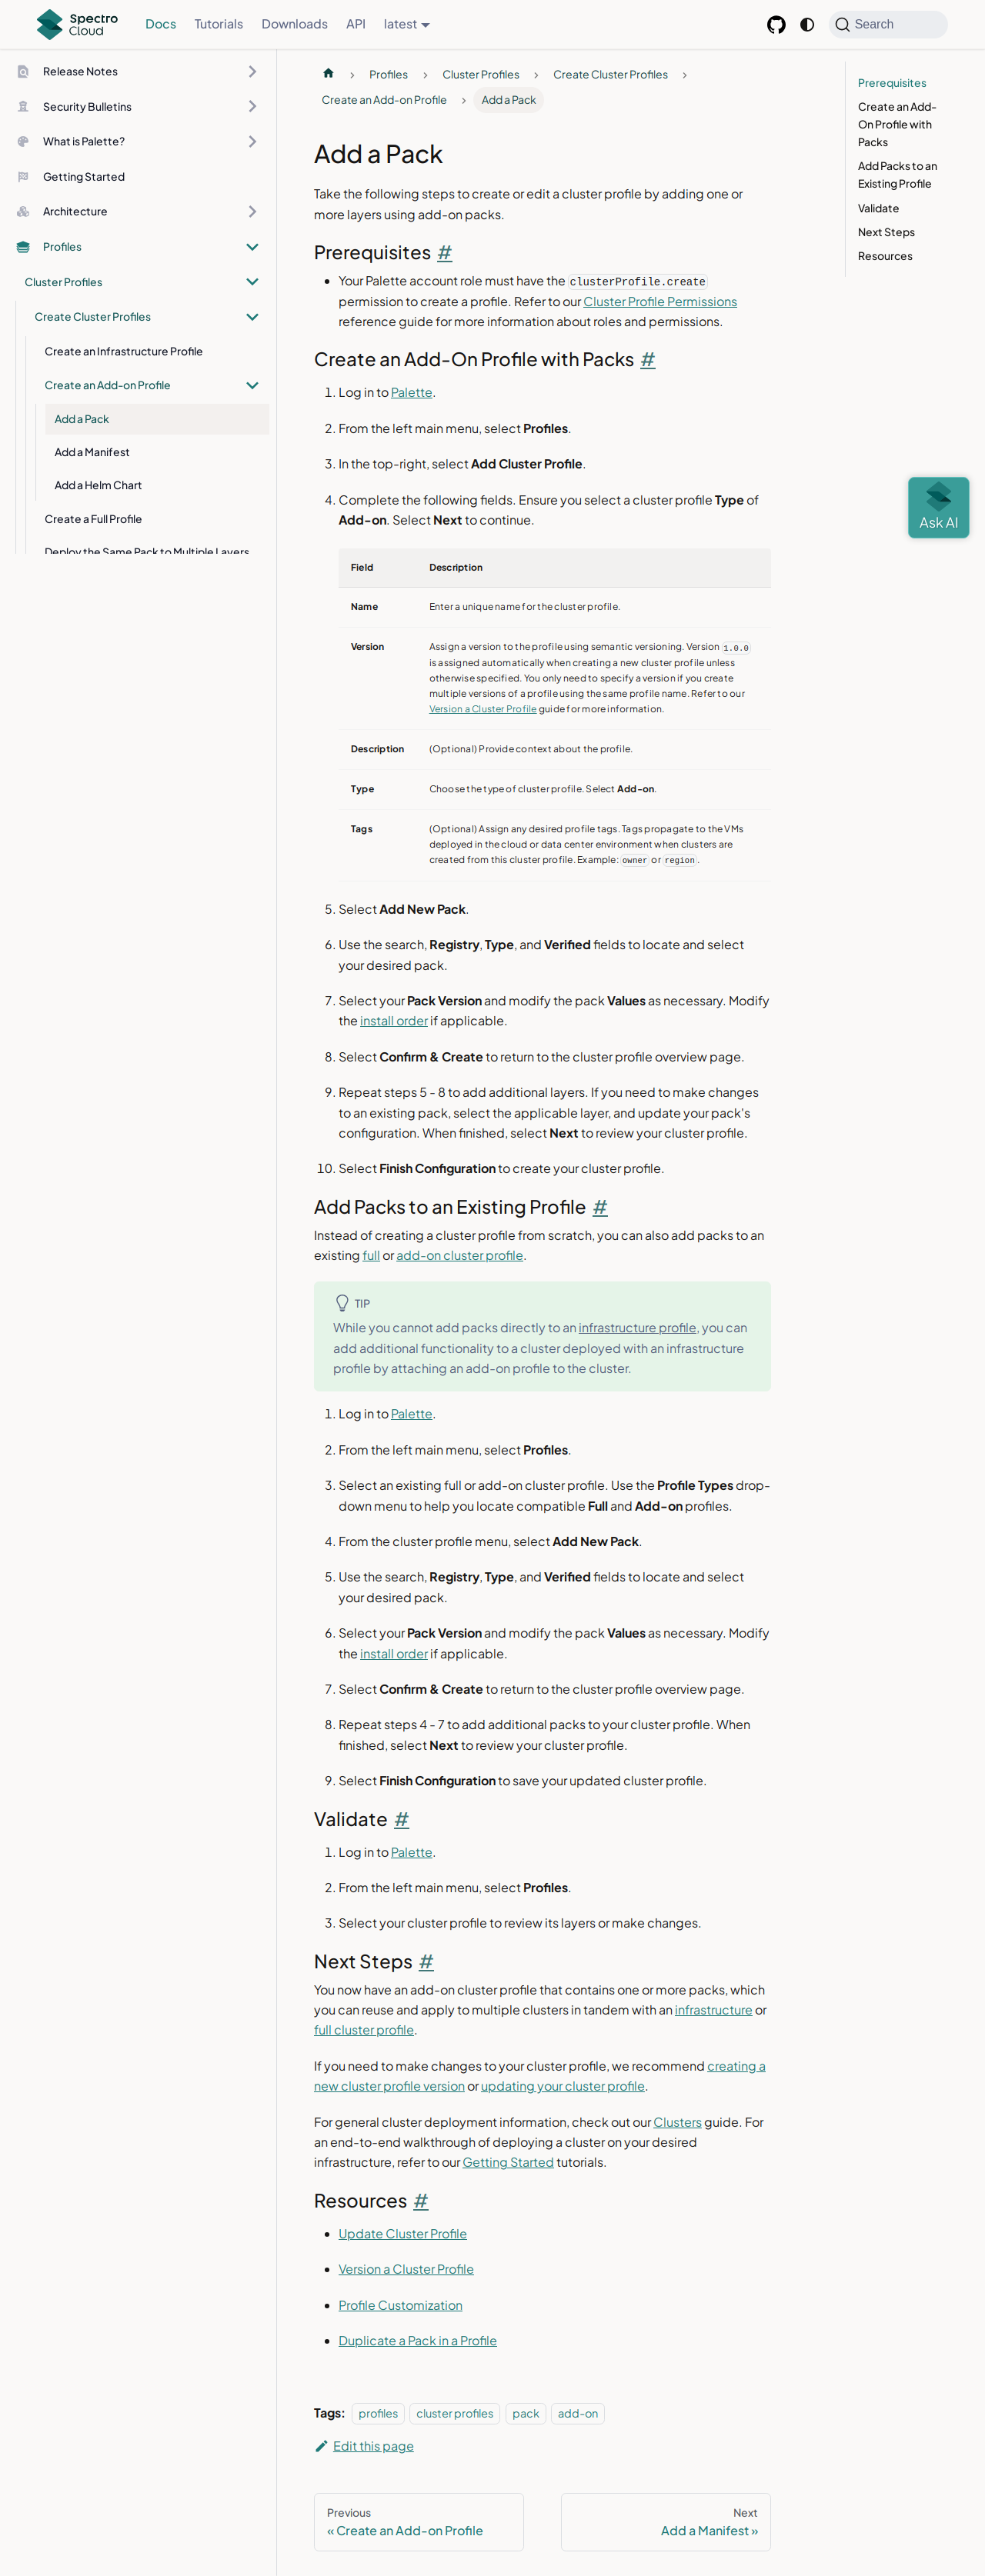 Spectro Cloud
Docs
Tutorials
Downloads
API
latest
Search
Release Notes
Security Bulletins
What is Palette?
Getting Started
Architecture
Profiles
Cluster Profiles
Create Cluster Profiles
Create an Infrastructure Profile
Create an Add-on Profile
Add a Pack
Add a Manifest
Add a Helm Chart
Create a Full Profile
Deploy the Same Pack to Multiple Layers
Profiles
Cluster Profiles
Create Cluster Profiles
Create an Add-on Profile
Add a Pack
Add a Pack
Take the following steps to create or edit a cluster profile by adding one or
more layers using add-on packs.
Prerequisites #
• Your Palette account role must have the clusterProfile.create
permission to create a profile. Refer to our Cluster Profile Permissions
reference guide for more information about roles and permissions.
Create an Add-On Profile with Packs #
1. Log in to Palette.
2. From the left main menu, select Profiles.
3. In the top-right, select Add Cluster Profile.
4. Complete the following fields. Ensure you select a cluster profile Type of
Add-on. Select Next to continue.
Field Description
Name Enter a unique name for the cluster profile.
Version Assign a version to the profile using semantic versioning. Version 1.0.0
is assigned automatically when creating a new cluster profile unless
otherwise specified. You only need to specify a version if you create
multiple versions of a profile using the same profile name. Refer to our
Version a Cluster Profile guide for more information.
Description (Optional) Provide context about the profile.
Type Choose the type of cluster profile. Select Add-on.
Tags (Optional) Assign any desired profile tags. Tags propagate to the VMs
deployed in the cloud or data center environment when clusters are
created from this cluster profile. Example: owner or region.
5. Select Add New Pack.
6. Use the search, Registry, Type, and Verified fields to locate and select
your desired pack.
7. Select your Pack Version and modify the pack Values as necessary. Modify
the install order if applicable.
8. Select Confirm & Create to return to the cluster profile overview page.
9. Repeat steps 5 - 8 to add additional layers. If you need to make changes
to an existing pack, select the applicable layer, and update your pack's
configuration. When finished, select Next to review your cluster profile.
10. Select Finish Configuration to create your cluster profile.
Add Packs to an Existing Profile #
Instead of creating a cluster profile from scratch, you can also add packs to an
existing full or add-on cluster profile.
TIP
While you cannot add packs directly to an infrastructure profile, you can
add additional functionality to a cluster deployed with an infrastructure
profile by attaching an add-on profile to the cluster.
1. Log in to Palette.
2. From the left main menu, select Profiles.
3. Select an existing full or add-on cluster profile. Use the Profile Types drop-
down menu to help you locate compatible Full and Add-on profiles.
4. From the cluster profile menu, select Add New Pack.
5. Use the search, Registry, Type, and Verified fields to locate and select
your desired pack.
6. Select your Pack Version and modify the pack Values as necessary. Modify
the install order if applicable.
7. Select Confirm & Create to return to the cluster profile overview page.
8. Repeat steps 4 - 7 to add additional packs to your cluster profile. When
finished, select Next to review your cluster profile.
9. Select Finish Configuration to save your updated cluster profile.
Validate #
1. Log in to Palette.
2. From the left main menu, select Profiles.
3. Select your cluster profile to review its layers or make changes.
Next Steps #
You now have an add-on cluster profile that contains one or more packs, which
you can reuse and apply to multiple clusters in tandem with an infrastructure or
full cluster profile.
If you need to make changes to your cluster profile, we recommend creating a
new cluster profile version or updating your cluster profile.
For general cluster deployment information, check out our Clusters guide. For
an end-to-end walkthrough of deploying a cluster on your desired
infrastructure, refer to our Getting Started tutorials.
Resources #
• Update Cluster Profile
• Version a Cluster Profile
• Profile Customization
• Duplicate a Pack in a Profile
Tags: profiles cluster profiles pack add-on
Edit this page
Previous
« Create an Add-on Profile
Next
Add a Manifest »
Prerequisites
Create an Add-
On Profile with
Packs
Add Packs to an
Existing Profile
Validate
Next Steps
Resources
Ask AI